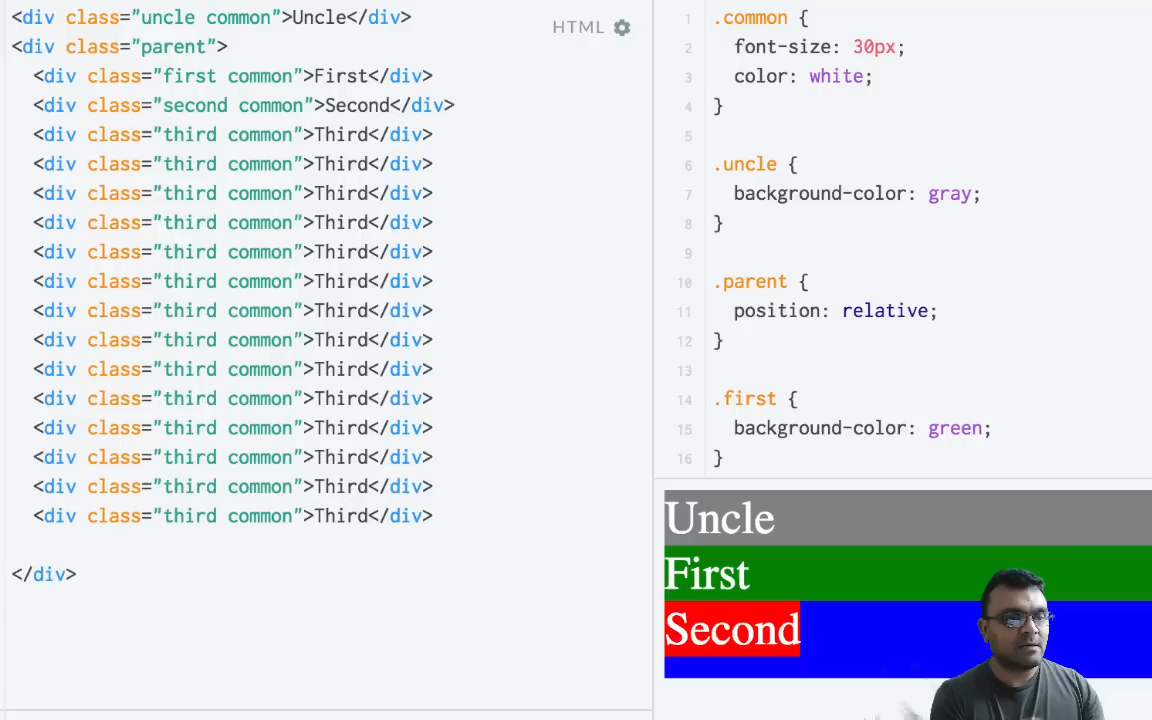 <div class="uncle common">Uncle</div>
<div class="parent">
<div class="first common">First</div>
<div class="second common">Second</div>
<div class="third common">Third</div>
<div class="third common">Third</div>
<div class="third common">Third</div>
<div class="third common">Third</div>
<div class="third common">Third</div>
<div class="third common">Third</div>
<div class="third common">Third</div>
<div class="third common">Third</div>
<div class="third common">Third</div>
<div class="third common">Third</div>
<div class="third common">Third</div>
<div class="third common">Third</div>
<div class="third common">Third</div>
<div class="third common">Third</div>
</div>
HTML
1 .common {
2 font-size: 30px;
3 color: white;
4 }
5
6 .uncle {
7 background-color: gray;
8 }
9
10 .parent {
11 position: relative;
12 }
13
14 .first {
15 background-color: green;
16 }
Uncle
First
Second